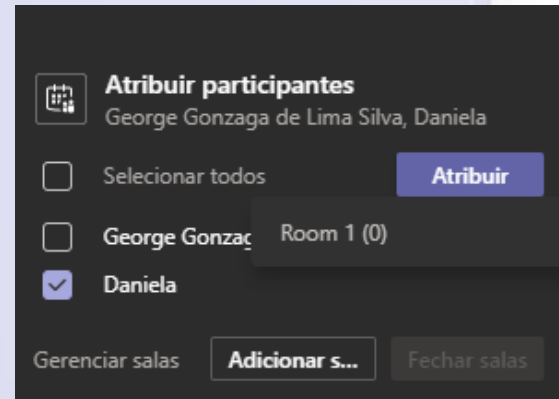 Atribuir participantes
George Gonzaga de Lima Silva, Daniela
Selecionar todos
Atribuir
George Gonzag
Room 1 (0)
Daniela
Gerenciar salas
Adicionar s...
Fechar salas